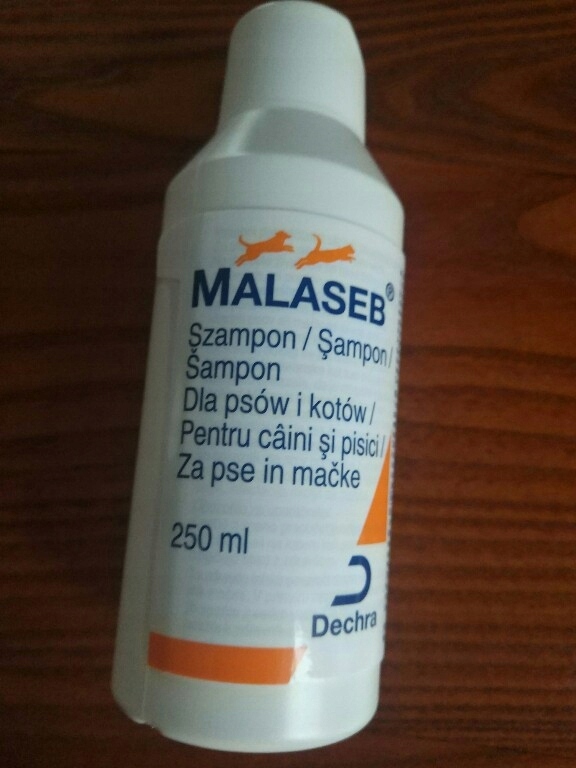 MALASEB®
Szampon / Şampon /
Šampon
Dla psów i kotów /
Pentru câini şi pisici /
Za pse in mačke
250 ml
Dechra